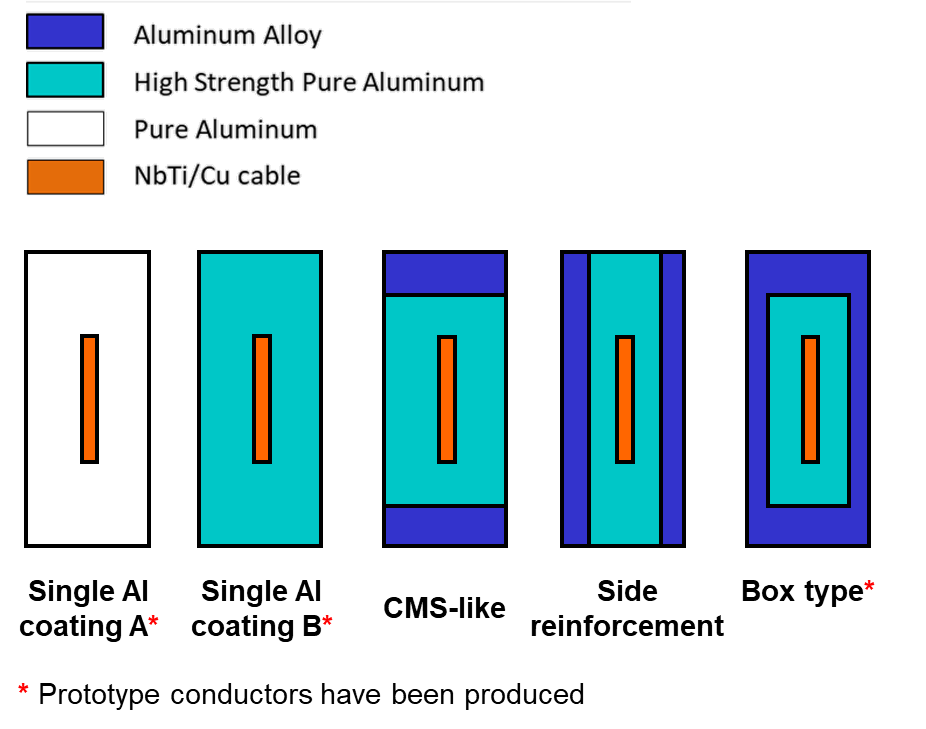 Aluminum Alloy
High Strength Pure Aluminum
Pure Aluminum
NbTi/Cu cable
Single Al
coating A*
Single Al
coating B*
CMS-like
Side
reinforcement
Box type*
* Prototype conductors have been produced